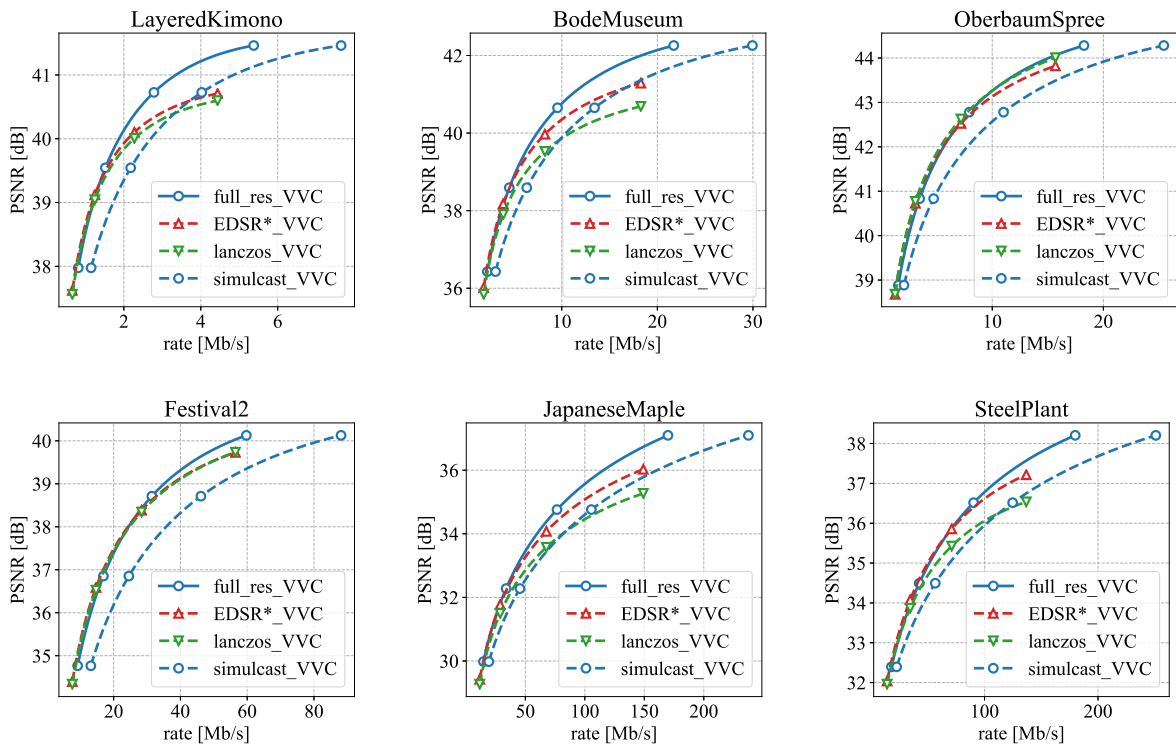 LayeredKimono
PSNR [dB]
41
40
39
38
2
4
6
rate [Mb/s]
full_res_VVC
EDSR*_VVC
lanczos_VVC
simulcast_VVC
BodeMuseum
PSNR [dB]
42
40
38
36
10
20
30
rate [Mb/s]
full_res_VVC
EDSR*_VVC
lanczos_VVC
simulcast_VVC
OberbaumSpree
PSNR [dB]
44
43
42
41
40
39
10
20
rate [Mb/s]
full_res_VVC
EDSR*_VVC
lanczos_VVC
simulcast_VVC
Festival2
PSNR [dB]
40
39
38
37
36
35
20
40
60
80
rate [Mb/s]
full_res_VVC
EDSR*_VVC
lanczos_VVC
simulcast_VVC
JapaneseMaple
PSNR [dB]
36
34
32
30
50
100
150
200
rate [Mb/s]
full_res_VVC
EDSR*_VVC
lanczos_VVC
simulcast_VVC
SteelPlant
PSNR [dB]
38
37
36
35
34
33
32
100
200
rate [Mb/s]
full_res_VVC
EDSR*_VVC
lanczos_VVC
simulcast_VVC